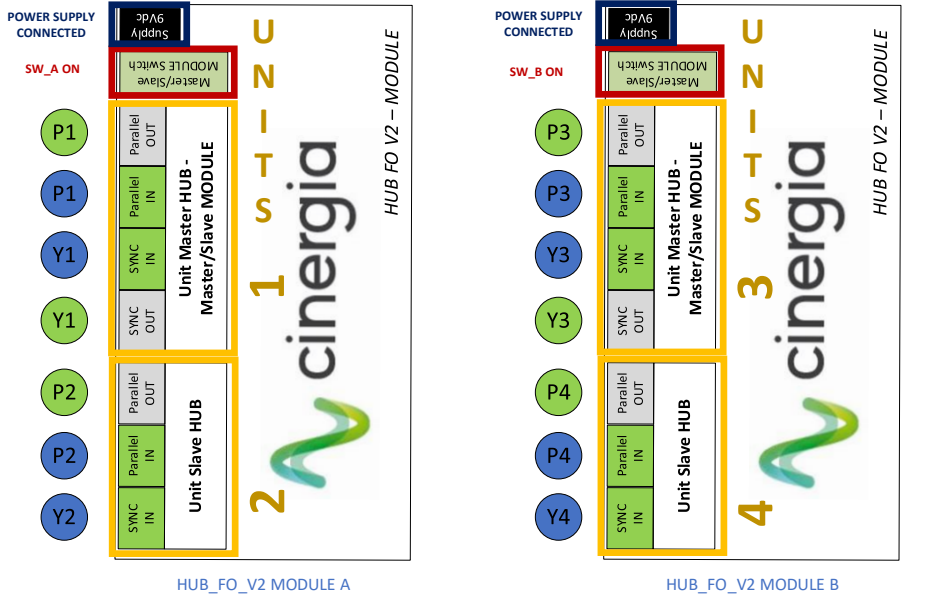 POWER SUPPLY
CONNECTED
SW_A ON
P1
P1
Y1
Y1
P2
P2
Y2
Supply
9Vdc
Master/Slave
MODULE Switch
Parallel
OUT
Parallel
IN
SYNC
IN
SYNC
OUT
Unit Master HUB -
Master/Slave MODULE
Parallel
OUT
Parallel
IN
SYNC
IN
Unit Slave HUB
UNITS
1
2
cinergia
HUB FO V2 – MODULE
HUB_FO_V2 MODULE A
POWER SUPPLY
CONNECTED
SW_B ON
P3
P3
Y3
Y3
P4
P4
Y4
Supply
9Vdc
Master/Slave
MODULE Switch
Parallel
OUT
Parallel
IN
SYNC
IN
SYNC
OUT
Unit Master HUB -
Master/Slave MODULE
Parallel
OUT
Parallel
IN
SYNC
IN
Unit Slave HUB
UNITS
3
4
cinergia
HUB FO V2 – MODULE
HUB_FO_V2 MODULE B